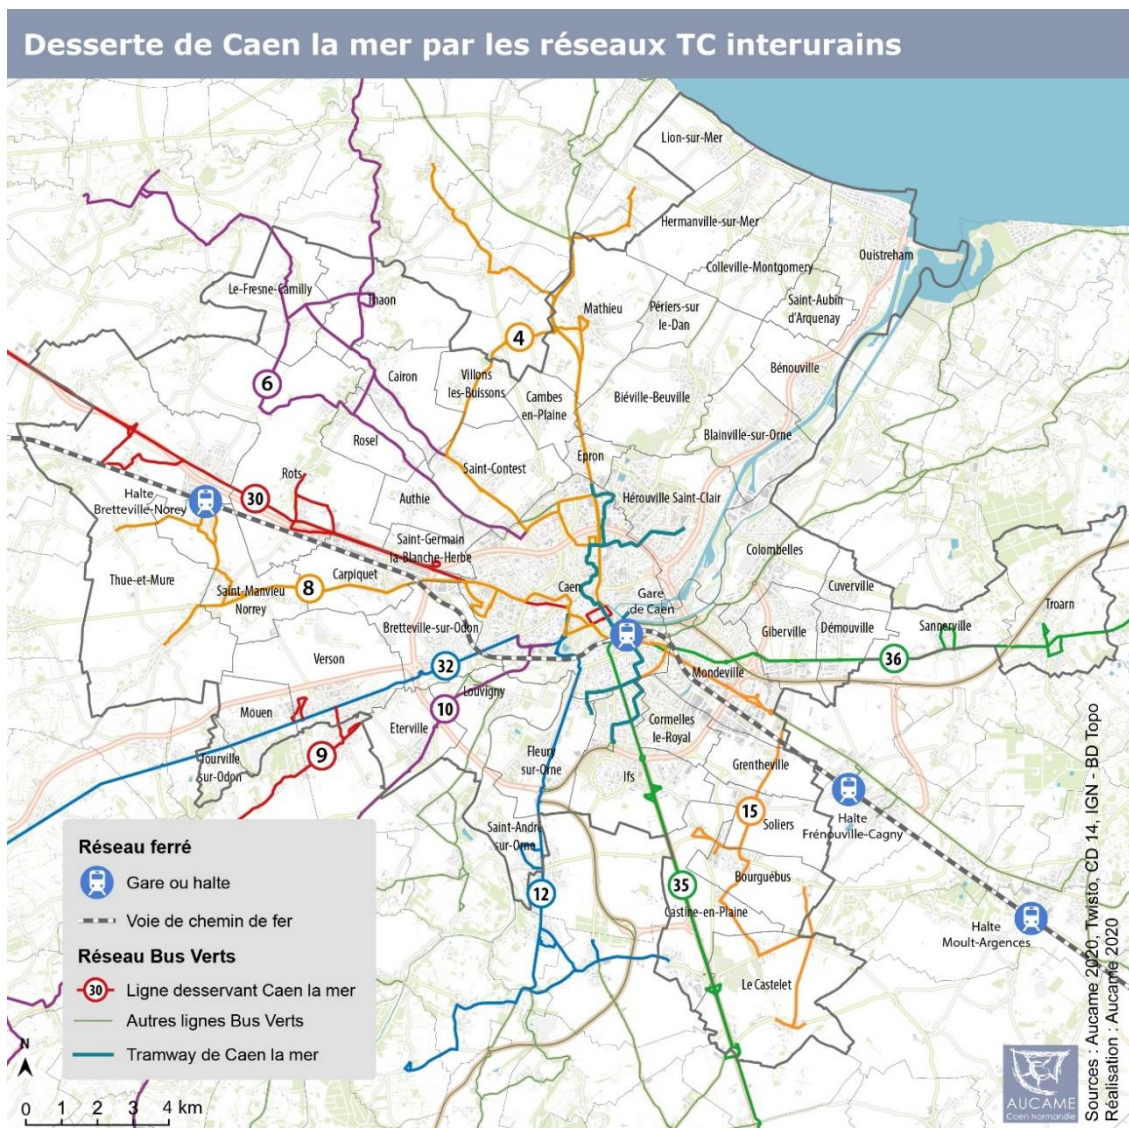 Desserte de Caen la mer par les réseaux TC interurains
Lion-sur-Mer
Hermanville-sur-Mer
Ouistreham
Colleville-Montgomery
Le-Fresne-Camilly
Thaon
Mathieu
Périers-sur
le-Dan
Saint-Aubin
d'Arquenay
4
Bénouville
6
Cairon
Villons
les-Buissons
Cambes
en-Plaine
Biéville-Beuville
Blainville-sur-Orne
Rosel
Saint-Contest
Epron
Rots
Halte
Bretteville-Norey
30
Authie
Hérouville Saint-Clair
Saint-Germain
la-Blanche-Herbe
Colombelles
Thue-et-Mure
Saint-Manvieu
Norrey
8
Carpiquet
Caen
Gare
de Caen
Cuverville
Troarn
Bretteville-sur-Odon
Giberville
Démouville
Sannerville
Verson
32
36
Mondeville
Louvigny
Mouen
10
Eterville
Cormelles
le-Royal
Tourville
sur-Odon
9
Fleury
sur-Orne
Ifs
Grentheville
15
Soliers
Halte
Frénouville-Cagny
Saint-André
sur-Orne
Bourguébus
12
35
Castine-en-Plaine
Halte
Moult-Argences
Le Castelet
Réseau ferré
Gare ou halte
Voie de chemin de fer
Réseau Bus Verts
30
Ligne desservant Caen la mer
Autres lignes Bus Verts
Tramway de Caen la mer
N
0 1 2 3 4 km
AUCAME
Caen Normandie
Sources : Aucame 2020, Twisto, CD 14, IGN - BD Topo
Réalisation : Aucame 2020